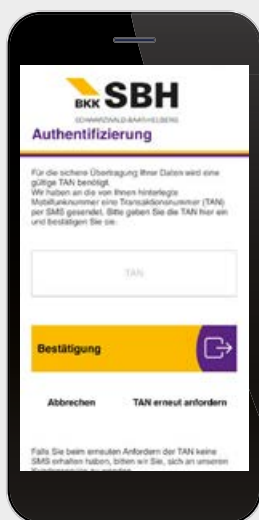 BKK SBH
SCHWARZWALD-BAAR-HEUBERG
Authentifizierung
Für die sichere Übertragung Ihrer Daten wird eine
gültige TAN benötigt.
Wir haben an die von Ihnen hinterlegte
Mobilfunknummer eine Transaktionsnummer (TAN)
per SMS gesendet. Bitte geben Sie die TAN hier ein
und bestätigen Sie sie.
TAN
Bestätigung
Abbrechen TAN erneut anfordern
Falls Sie beim erneuten Anfordern der TAN keine
SMS erhalten haben, bitten wir Sie, sich an unseren